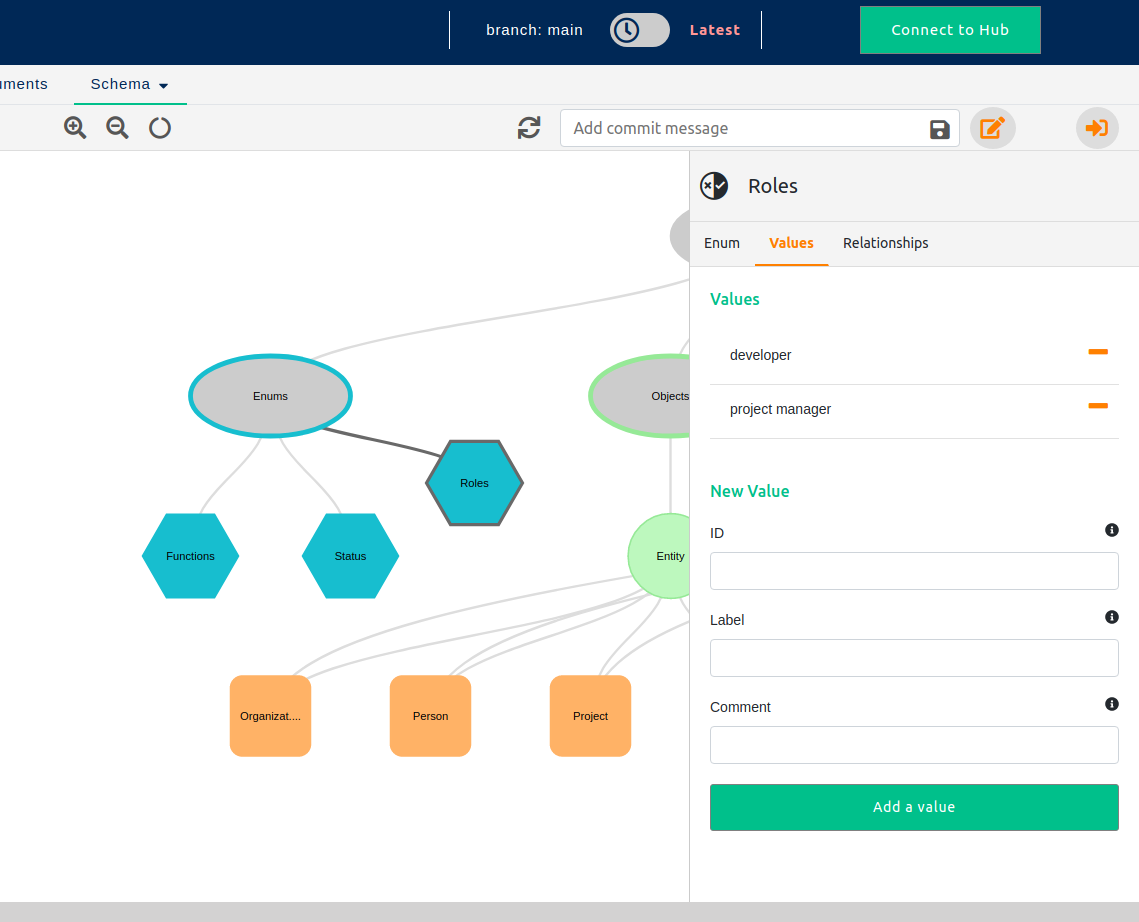 branch: main
Latest
Connect to Hub
uments
Schema
Add commit message
Roles
Enum
Values
Relationships
Values
developer
project manager
New Value
ID
Label
Comment
Add a value
Enums
Objects
Roles
Functions
Status
Entity
Organizat....
Person
Project